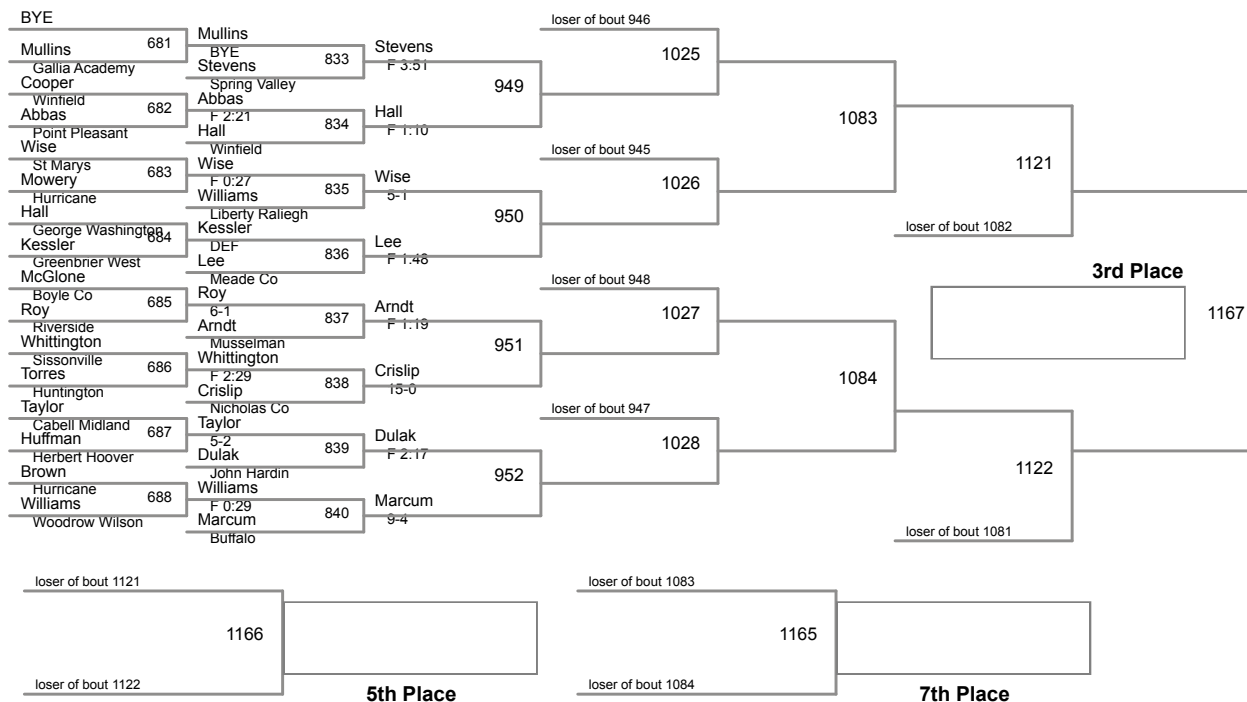 BYE
681
Mullins
Gallia Academy
Cooper
Winfield
682
Abbas
Point Pleasant
Wise
St Marys
683
Mowery
Hurricane
Hall
George Washington
684
Kessler
Greenbrier West
McGlone
Boyle Co
685
Roy
Riverside
Whittington
Sissonville
686
Torres
Huntington
Taylor
Cabell Midland
687
Huffman
Herbert Hoover
Brown
Hurricane
688
Williams
Woodrow Wilson
Mullins
BYE
833
Stevens
Spring Valley
Abbas
F 2:21
834
Hall
Winfield
Wise
F 0:27
835
Williams
Liberty Raliegh
Kessler
DEF
836
Lee
Meade Co
Roy
6-1
837
Arndt
Musselman
Whittington
F 2:29
838
Crislip
Nicholas Co
Taylor
5-2
839
Dulak
John Hardin
Williams
F 0:29
840
Marcum
Buffalo
Stevens
F 3:51
949
Hall
F 1:10
Wise
5-1
950
Lee
F 1:48
Arndt
F 1:19
951
Crislip
15-0
Dulak
F 2:17
952
Marcum
9-4
loser of bout 946
1025
loser of bout 945
1026
loser of bout 948
1027
loser of bout 947
1028
1083
1084
1121
loser of bout 1082
1122
loser of bout 1081
3rd Place
1167
loser of bout 1121
1166
loser of bout 1122
5th Place
loser of bout 1083
1165
loser of bout 1084
7th Place